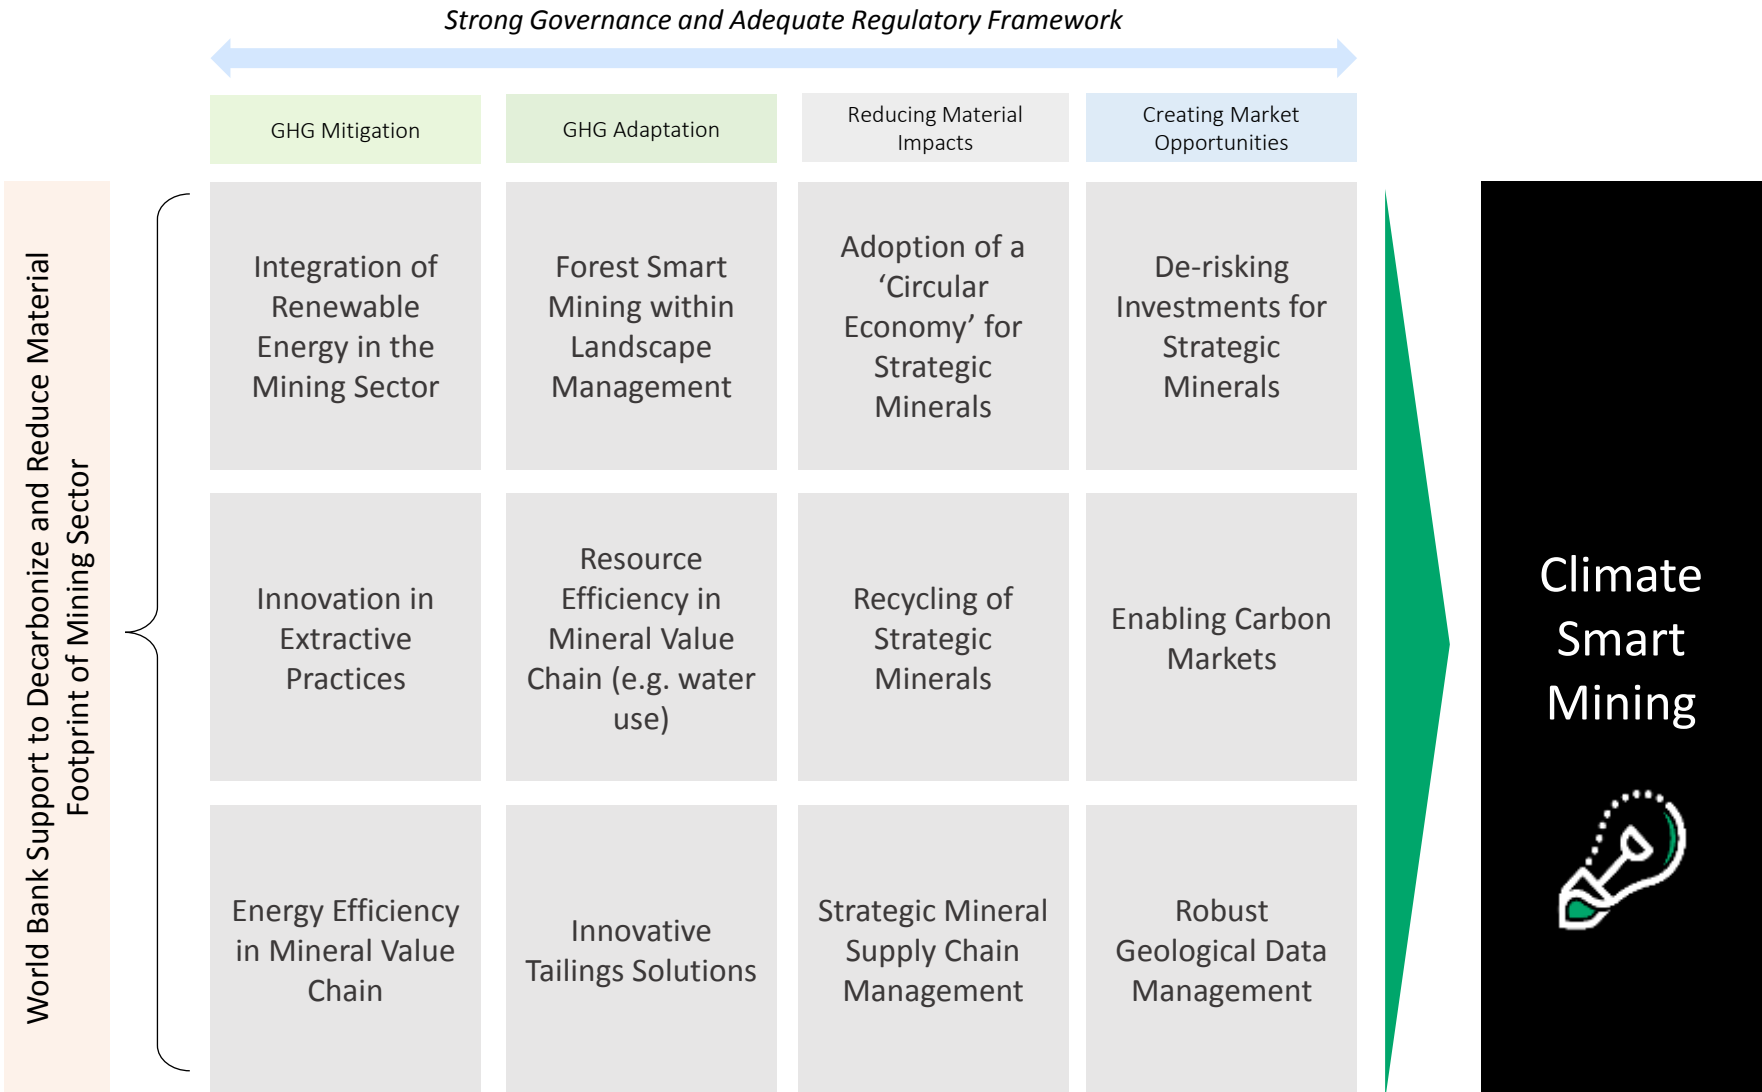 Strong Governance and Adequate Regulatory Framework
GHG Mitigation
GHG Adaptation
Reducing Material
Impacts
Creating Market
Opportunities
World Bank Support to Decarbonize and Reduce Material
Footprint of Mining Sector
Integration of
Renewable
Energy in the
Mining Sector
Forest Smart
Mining within
Landscape
Management
Adoption of a
‘Circular
Economy’ for
Strategic
Minerals
De-risking
Investments for
Strategic
Minerals
Innovation in
Extractive
Practices
Resource
Efficiency in
Mineral Value
Chain (e.g. water
use)
Recycling of
Strategic
Minerals
Enabling Carbon
Markets
Energy Efficiency
in Mineral Value
Chain
Innovative
Tailings Solutions
Strategic Mineral
Supply Chain
Management
Robust
Geological Data
Management
Climate
Smart
Mining